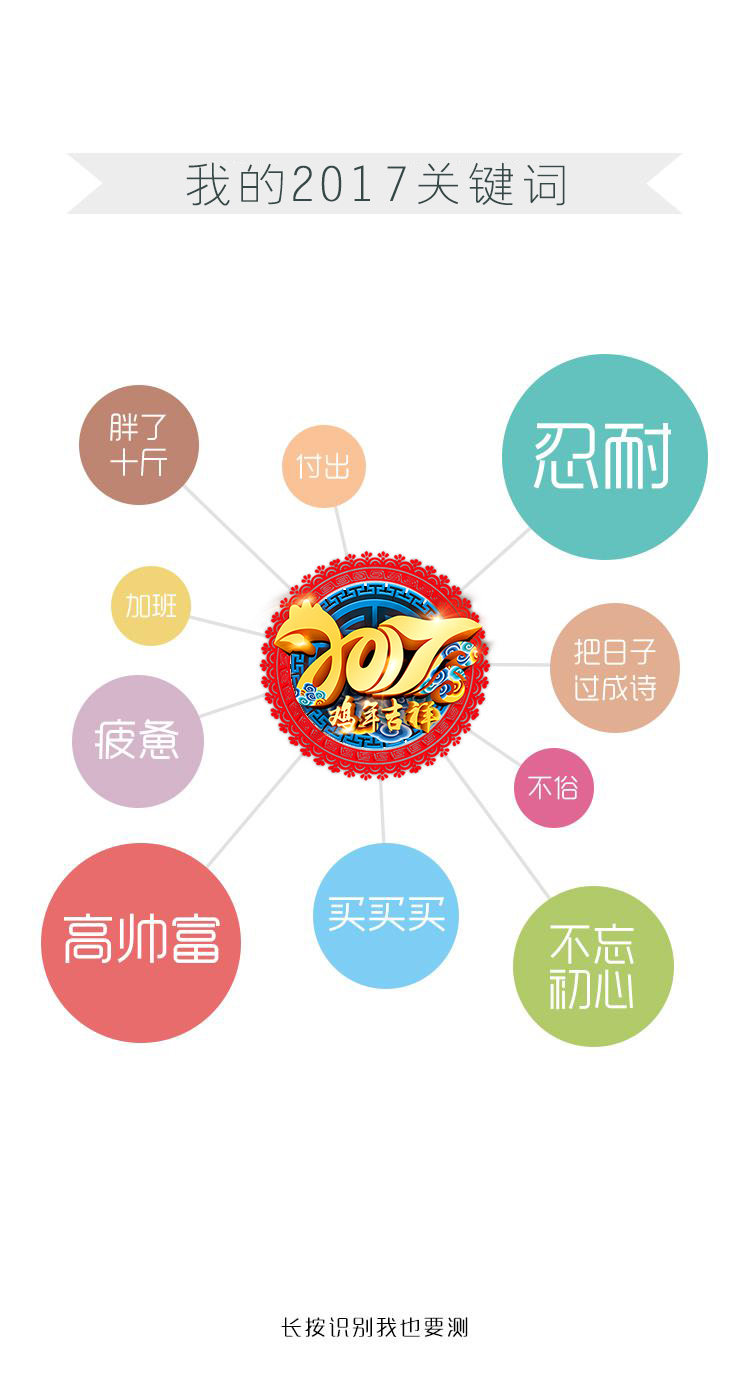 我的2017关键词
胖了
十斤
付出
忍耐
加班
把日子
过成诗
2017
鸡年吉祥
疲惫
不俗
高帅富
买买买
不忘
初心
长按识别我也要测